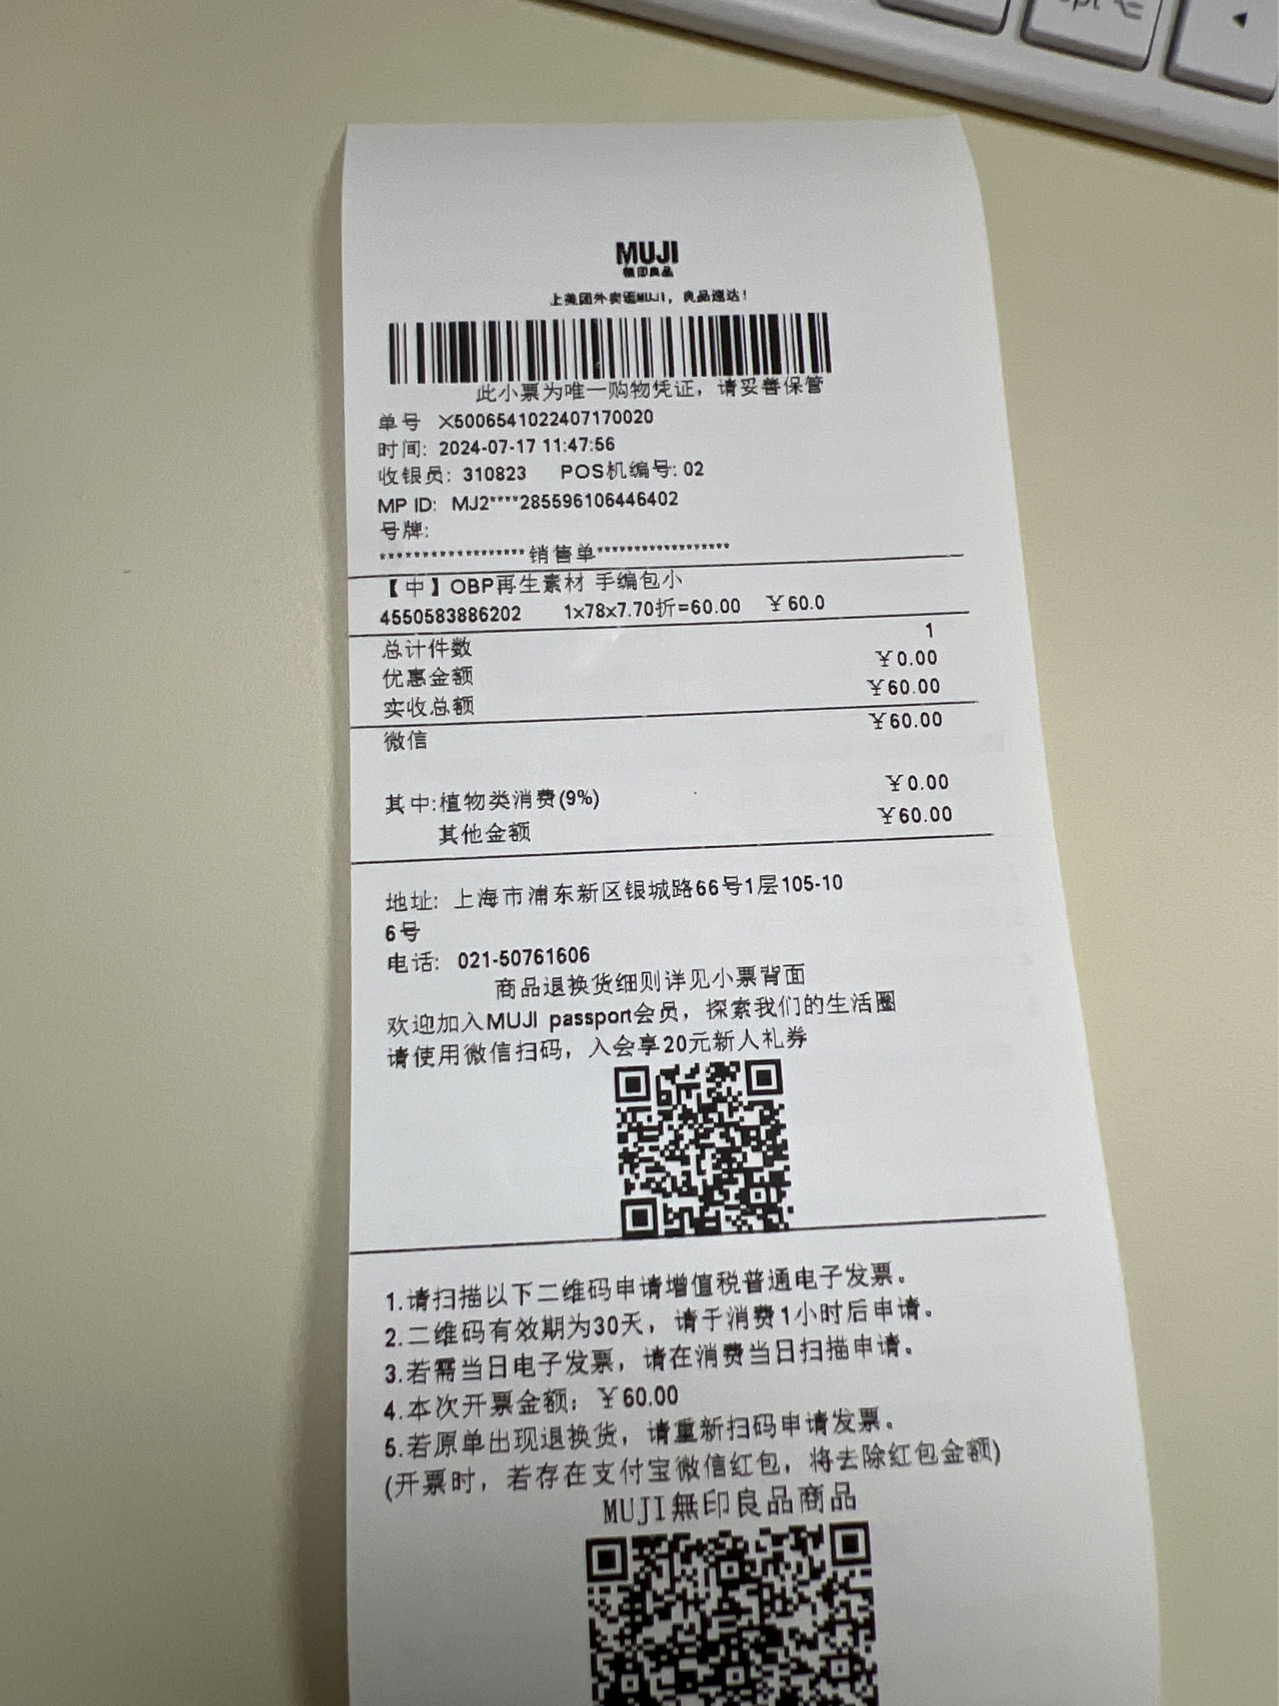 opt ⌥
MUJI
無印良品
上美团外卖逛MUJI，良品速达！
此小票为唯一购物凭证，请妥善保管
单号 X5006541022407170020
时间: 2024-07-17 11:47:56
收银员: 310823 POS机编号: 02
MP ID: MJ2****285596106446402
号牌:
******************销售单******************
【中】OBP再生素材 手编包小
4550583886202 1x78x7.70折=60.00 ￥60.0
总计件数 1
优惠金额 ￥0.00
实收总额 ￥60.00
微信 ￥60.00
其中:植物类消费(9%) ￥0.00
其他金额 ￥60.00
地址: 上海市浦东新区银城路66号1层105-10
6号
电话: 021-50761606
商品退换货细则详见小票背面
欢迎加入MUJI passport会员，探索我们的生活圈
请使用微信扫码，入会享20元新人礼券
1.请扫描以下二维码申请增值税普通电子发票。
2.二维码有效期为30天，请于消费1小时后申请。
3.若需当日电子发票，请在消费当日扫描申请。
4.本次开票金额: ￥60.00
5.若原单出现退换货，请重新扫码申请发票。
(开票时，若存在支付宝微信红包，将去除红包金额)
MUJI無印良品商品